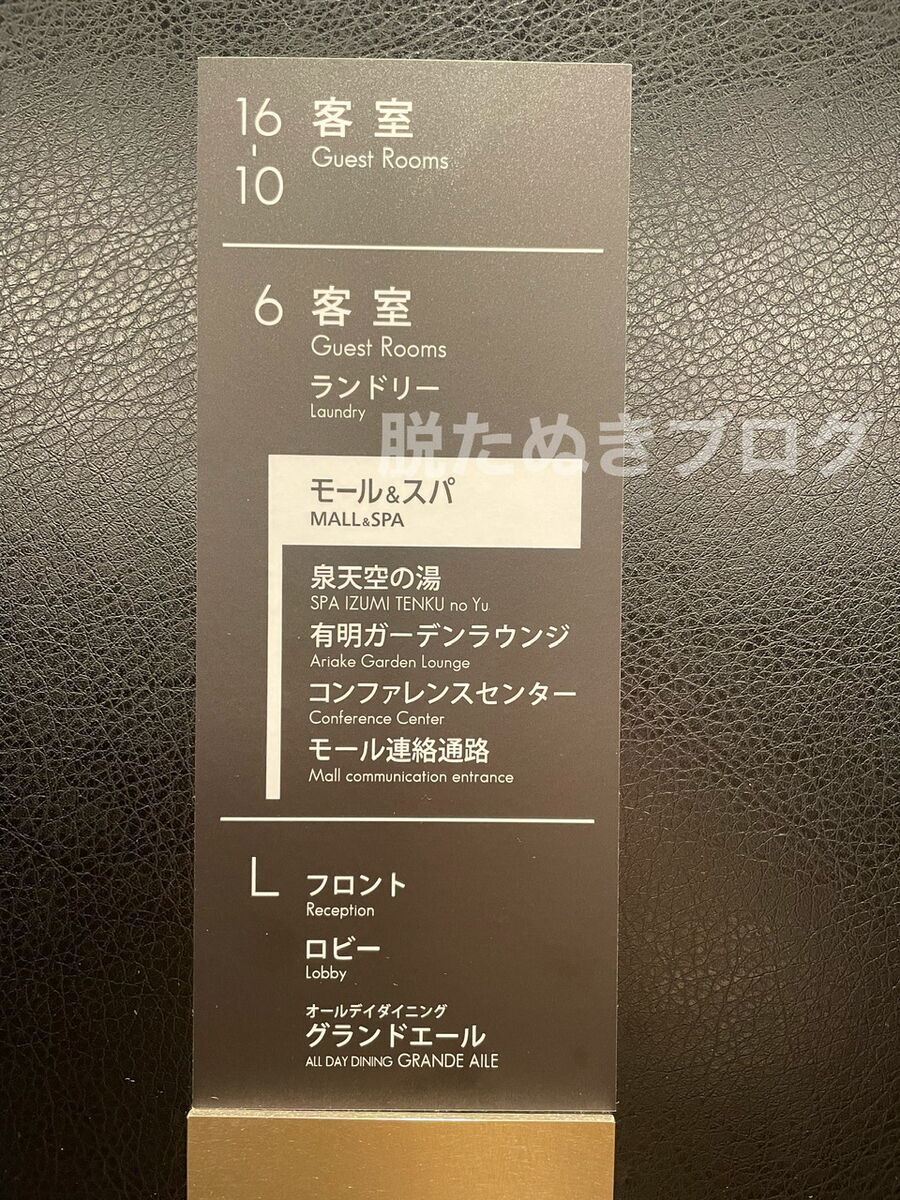 16
-
10
客室
Guest Rooms
6
客室
Guest Rooms
ランドリー
Laundry
脱たぬきブログ
モール&スパ
MALL&SPA
泉天空の湯
SPA IZUMI TENKU no Yu
有明ガーデンラウンジ
Ariake Garden Lounge
コンファレンスセンター
Conference Center
モール連絡通路
Mall communication entrance
L
フロント
Reception
ロビー
Lobby
オールデイダイニング
グランドエール
ALL DAY DINING GRANDE AILE